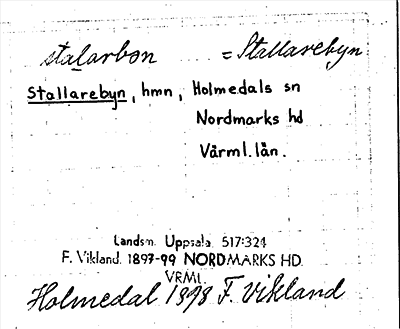 stalarbon = Stallarebyn
Stallarebyn, hmn, Holmedals sn
Nordmarks hd
Värml. län.
Landsm. Uppsala 517:324
F. Vikland. 1897-99 NORDMARKS HD.
VRML.
Holmedal 1898 F. Vikland